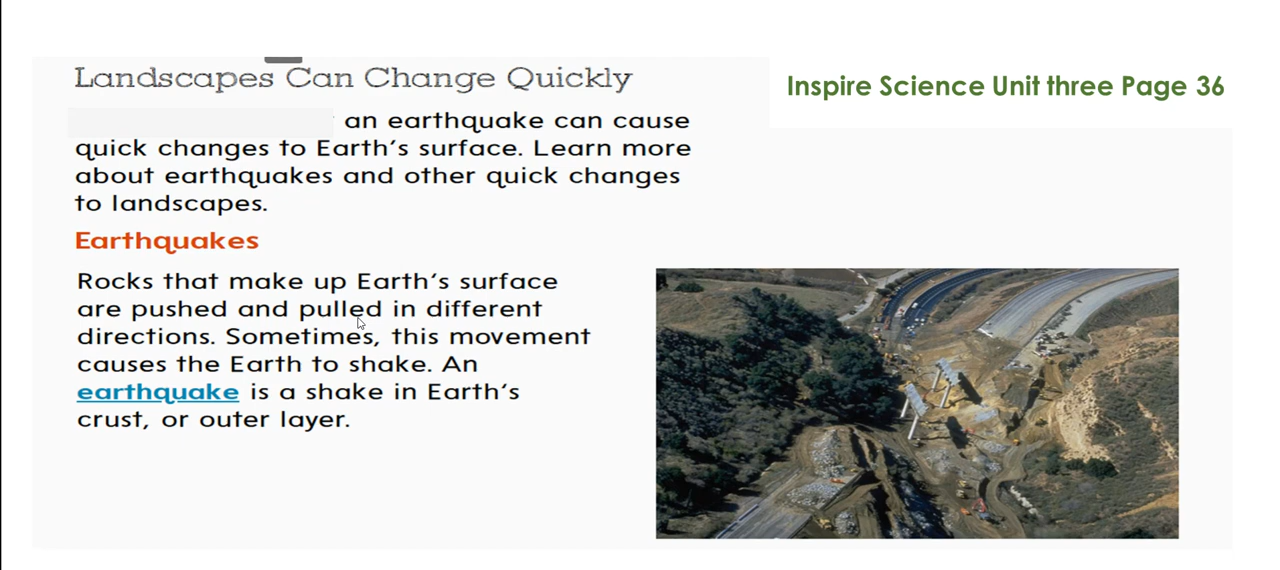 Landscapes Can Change Quickly
Inspire Science Unit three Page 36
an earthquake can cause
quick changes to Earth's surface. Learn more
about earthquakes and other quick changes
to landscapes.
Earthquakes
Rocks that make up Earth's surface
are pushed and pulled in different
directions. Sometimes, this movement
causes the Earth to shake. An
earthquake is a shake in Earth's
crust, or outer layer.